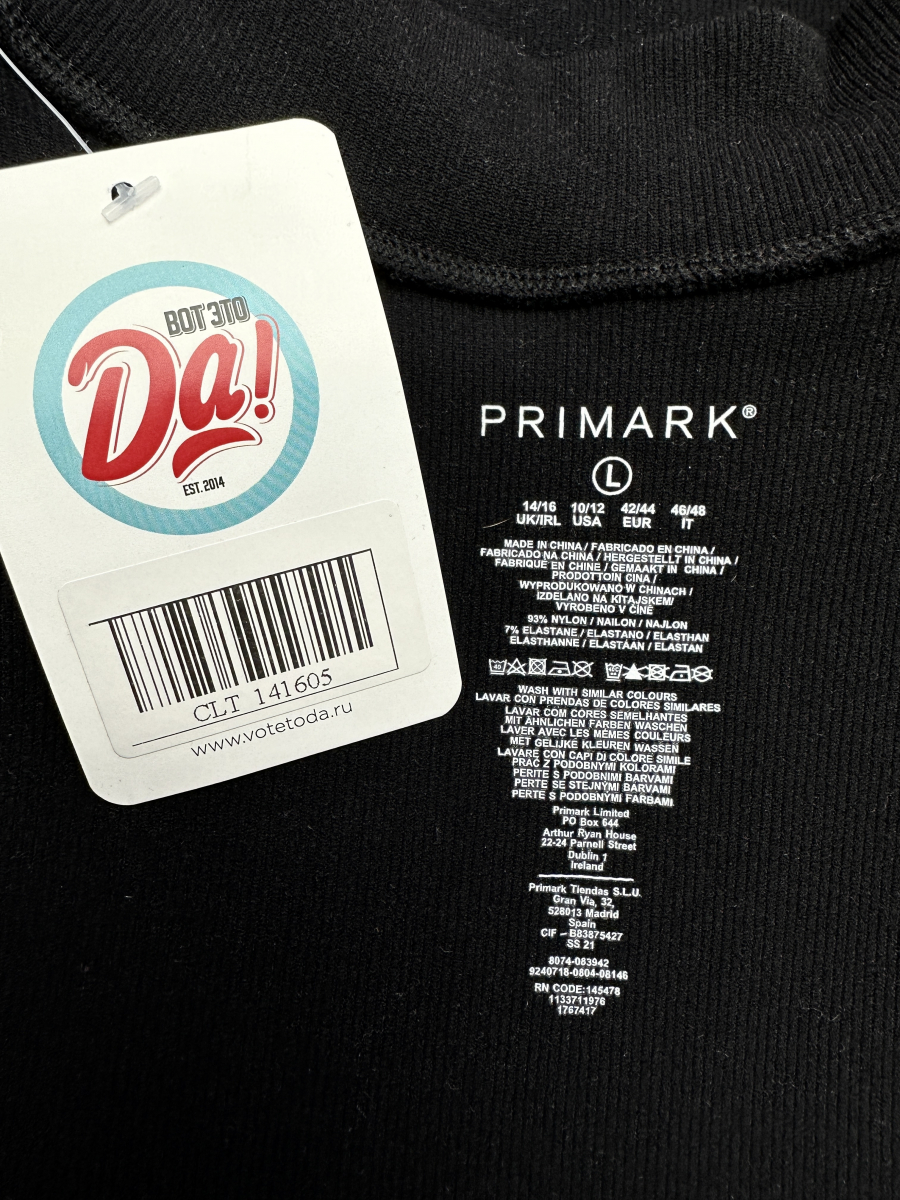 ВОТ ЭТО
Да!
EST. 2014
CLT 141605
www.votetoda.ru
PRIMARK®
L
14/16 10/12 42/44 46/48
UK/IRL USA EUR IT
MADE IN CHINA / FABRICADO EN CHINA /
FABRICADO NA CHINA / HERGESTELLT IN CHINA /
FABRIQUÉ EN CHINE / GEMAAKT IN CHINA /
PRODOTTOIN CINA /
WYPRODUKOWANO W CHINACH /
IZDELANO NA KITAJSKEM/
VYROBENO V ČÍNĚ
93% NYLON / NAILON / NAJLON
7% ELASTANE / ELASTANO / ELASTHAN
ELASTHANNE / ELASTAAN / ELASTAN
40
WASH WITH SIMILAR COLOURS
LAVAR CON PRENDAS DE COLORES SIMILARES
LAVAR COM CORES SEMELHANTES
MIT ÄHNLICHEN FARBEN WASCHEN
LAVER AVEC LES MÊMES COULEURS
MET GELIJKE KLEUREN WASSEN
LAVARE CON CAPI DI COLORE SIMILE
PRAĆ Z PODOBNYMI KOLORAMI
PERITE S PODOBNIMI BARVAMI
PERTE SE STEJNÝMI BARVAMI
PERTE S PODOBNÝMI FARBAMI
Primark Limited
PO Box 644
Arthur Ryan House
22-24 Parnell Street
Dublin 1
Ireland
Primark Tiendas S.L.U.
Gran Via, 32,
528013 Madrid
Spain
CIF – B83875427
SS 21
8074-083942
9240718-0804-08146
RN CODE:145478
1133711976
1767417